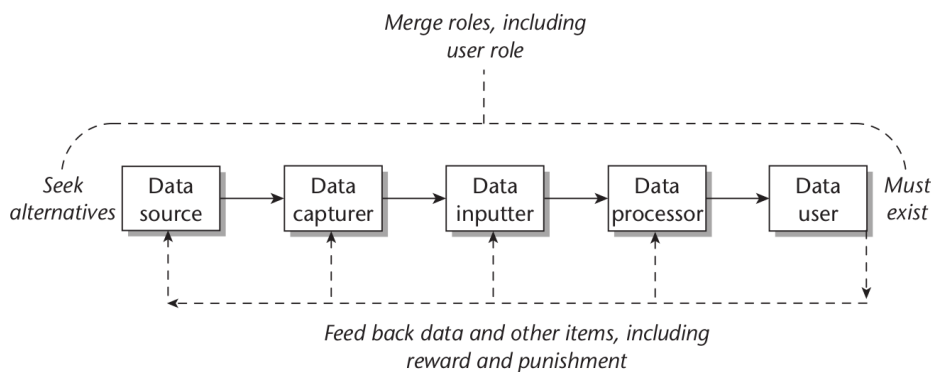 Merge roles, including
user role
Seek
alternatives
Data
source
Data
capturer
Data
inputter
Data
processor
Data
user
Must
exist
Feed back data and other items, including
reward and punishment